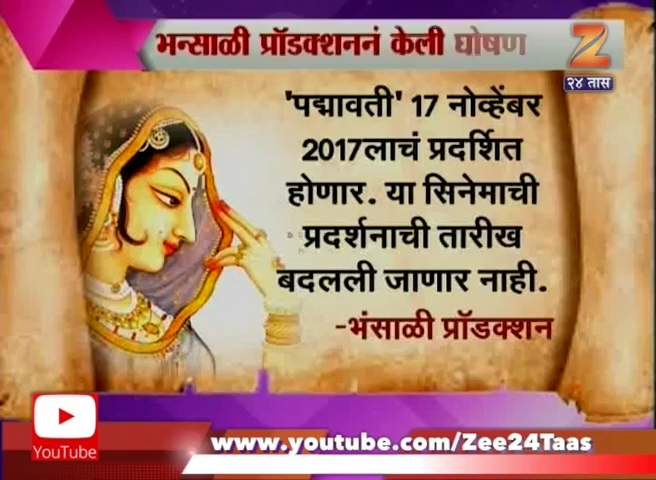 भन्साळी प्रॉडक्शननं केली घोषण
Z
२४ तास
'पद्मावती' 17 नोव्हेंबर
2017लाचं प्रदर्शित
होणार. या सिनेमाची
प्रदर्शनाची तारीख
बदलली जाणार नाही.
-भंसाळी प्रॉडक्शन
YouTube
www.youtube.com/Zee24Taas